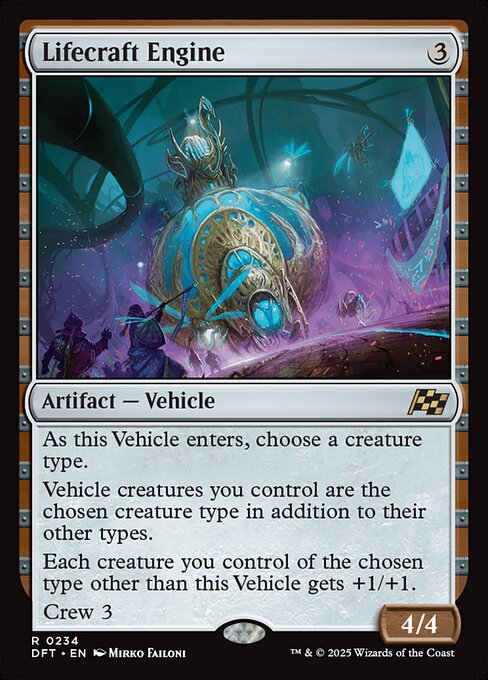 Lifecraft Engine 3
Artifact — Vehicle
As this Vehicle enters, choose a creature
type.
Vehicle creatures you control are the
chosen creature type in addition to their
other types.
Each creature you control of the chosen
type other than this Vehicle gets +1/+1.
Crew 3
4/4
R 0234
DFT • EN Mirko Failoni
™ & © 2025 Wizards of the Coast